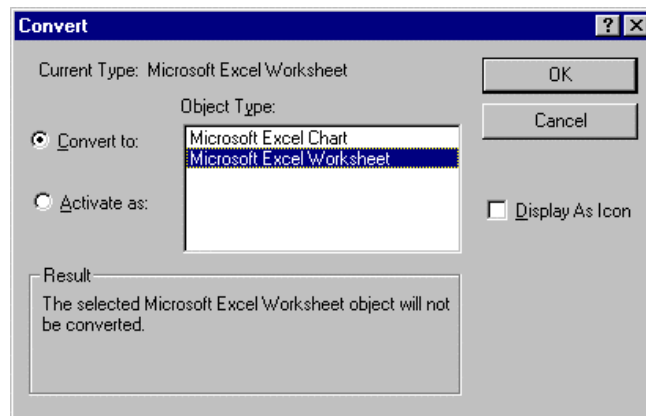 Convert
Current Type: Microsoft Excel Worksheet
OK
Object Type:
Cancel
Convert to:
Microsoft Excel Chart
Microsoft Excel Worksheet
Activate as:
Display As Icon
Result
The selected Microsoft Excel Worksheet object will not
be converted.